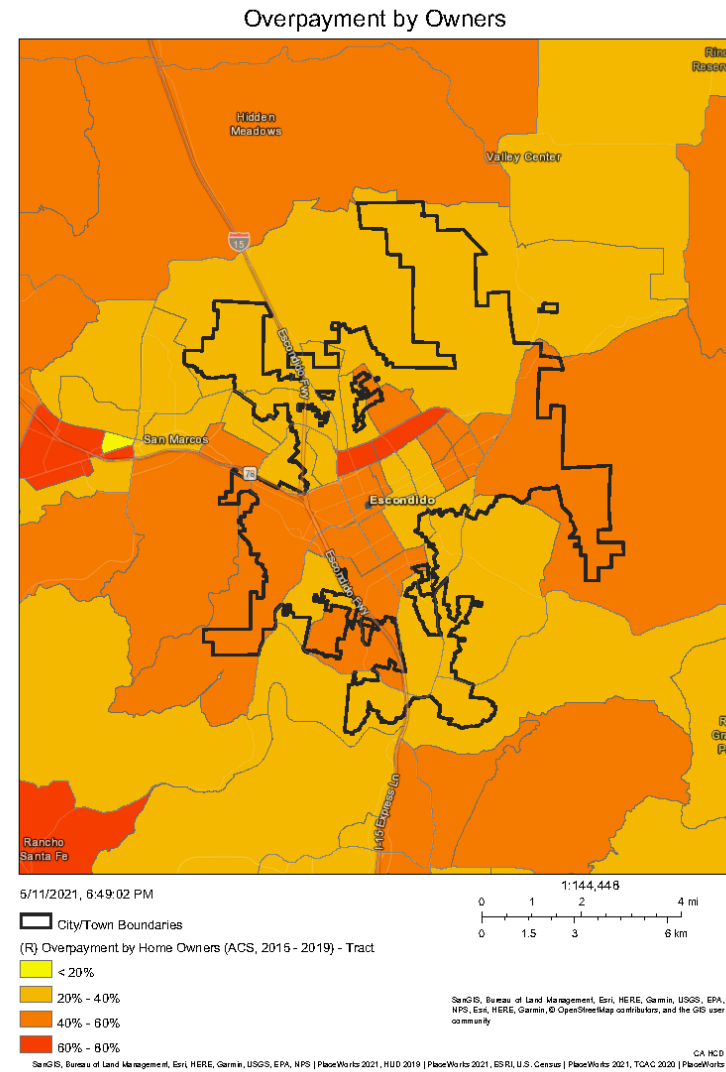 Overpayment by Owners
Hidden
Meadows
Valley Center
15
Escondido Fwy
San Marcos
78
Escondido
Escondido Fwy
I-15 Express Ln
Rancho
Santa Fe
5/11/2021, 6:49:02 PM
1:144,448
0 1 2 4 mi
0 1.5 3 6 km
City/Town Boundaries
(R) Overpayment by Home Owners (ACS, 2015 - 2019) - Tract
< 20%
20% - 40%
40% - 60%
60% - 80%
SanGIS, Bureau of Land Management, Esri, HERE, Garmin, USGS, EPA,
NPS, Esri, HERE, Garmin, © OpenStreetMap contributors, and the GIS user
community
CA HCD
SanGIS, Bureau of Land Management, Esri, HERE, Garmin, USGS, EPA, NPS | PlaceWorks 2021, HUD 2019 | PlaceWorks 2021, ESRI, U.S. Census | PlaceWorks 2021, TCAC 2020 | PlaceWorks